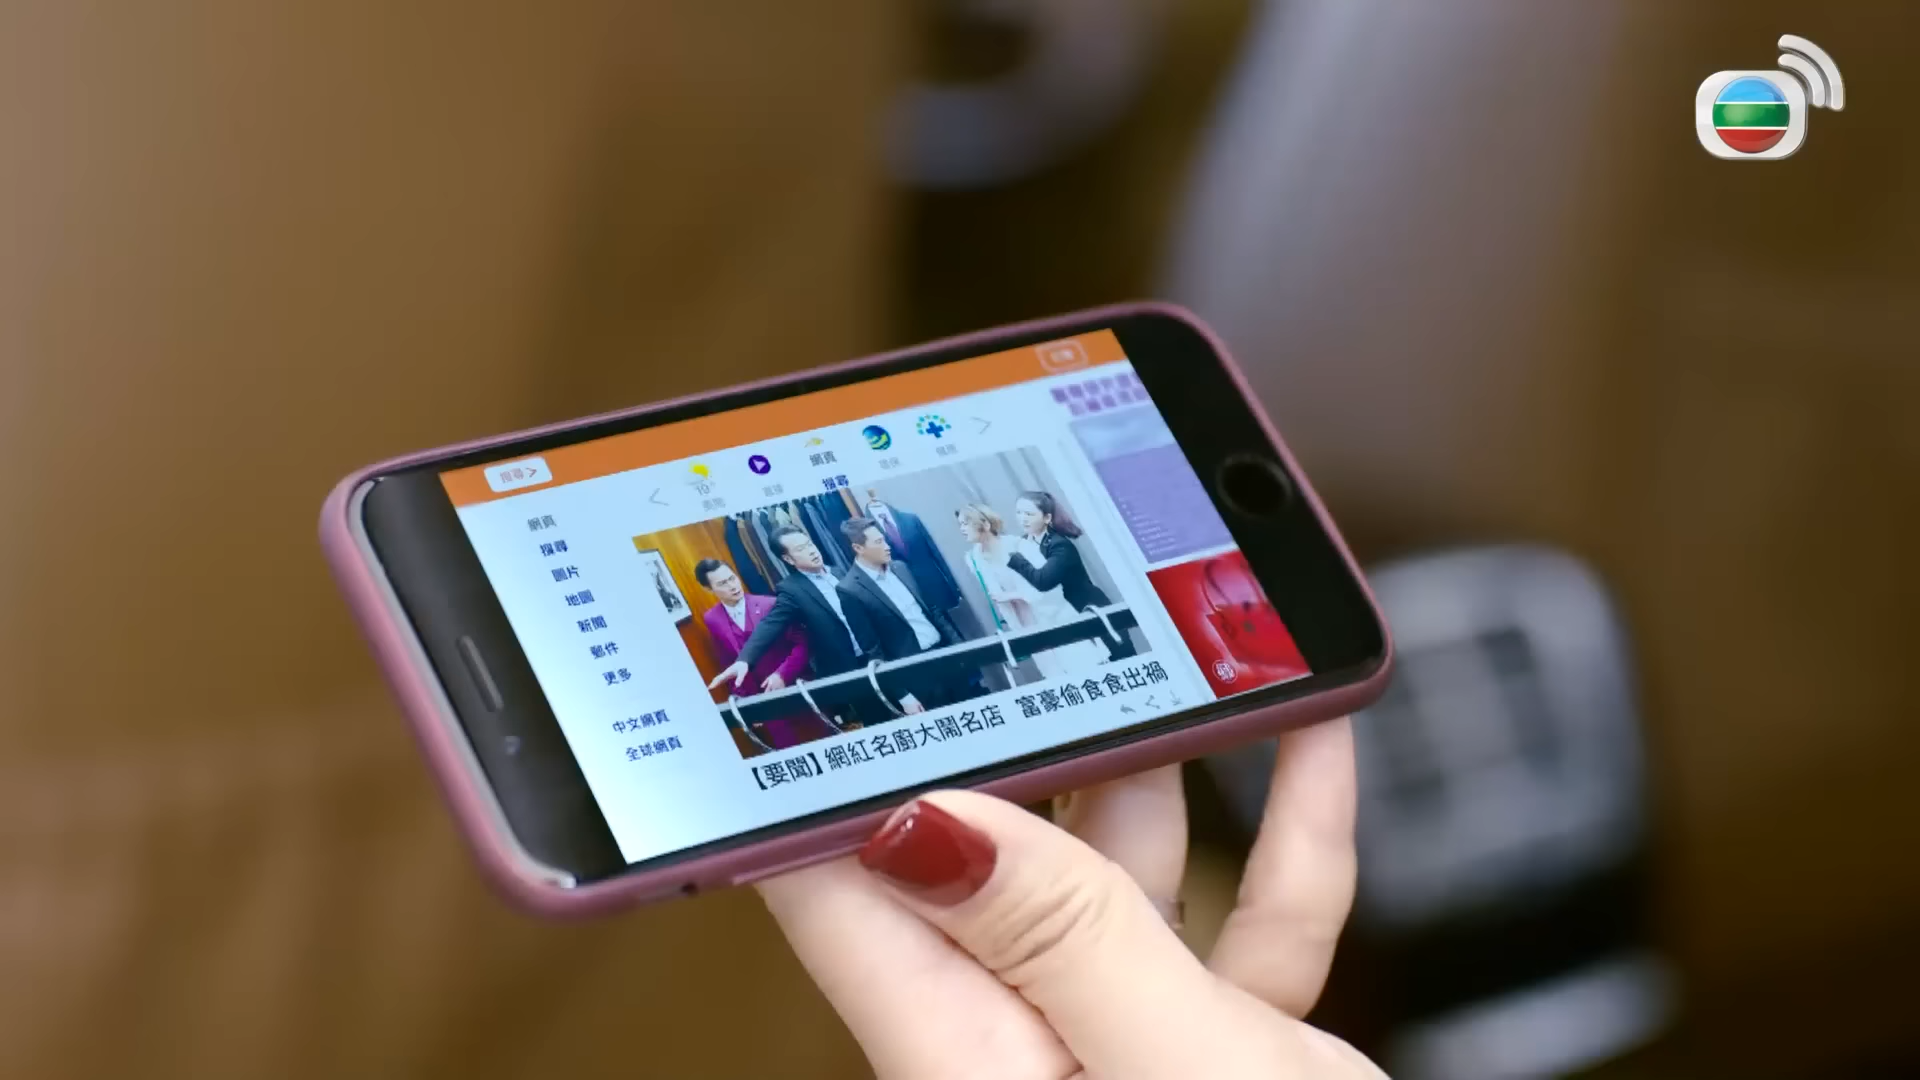 搜尋>
網頁
搜尋
19°
網頁
搜尋
圖片
地圖
新聞
郵件
更多
中文網頁
全球網頁
【要聞】網紅名廚大鬧名店 富豪偷食食出禍